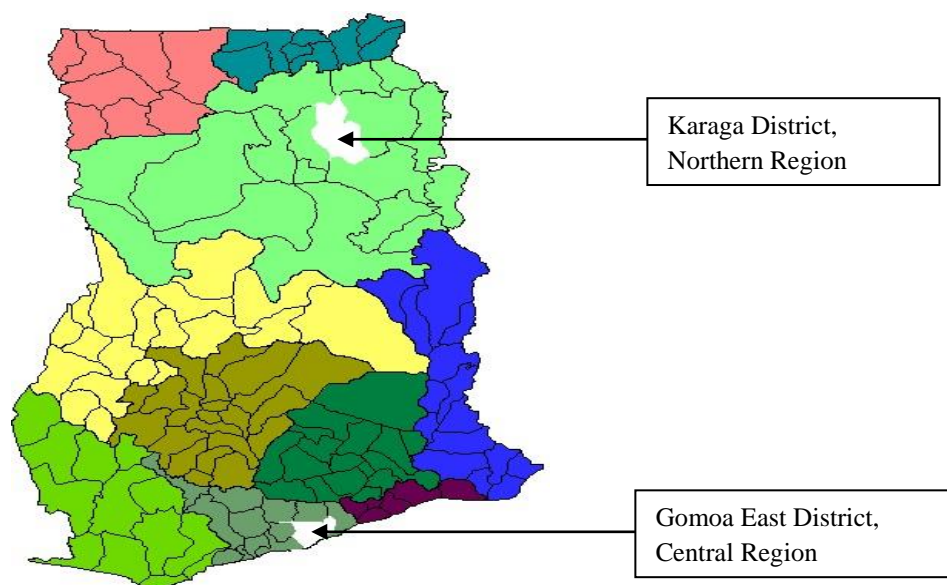 Karaga District,
Northern Region
Gomoa East District,
Central Region